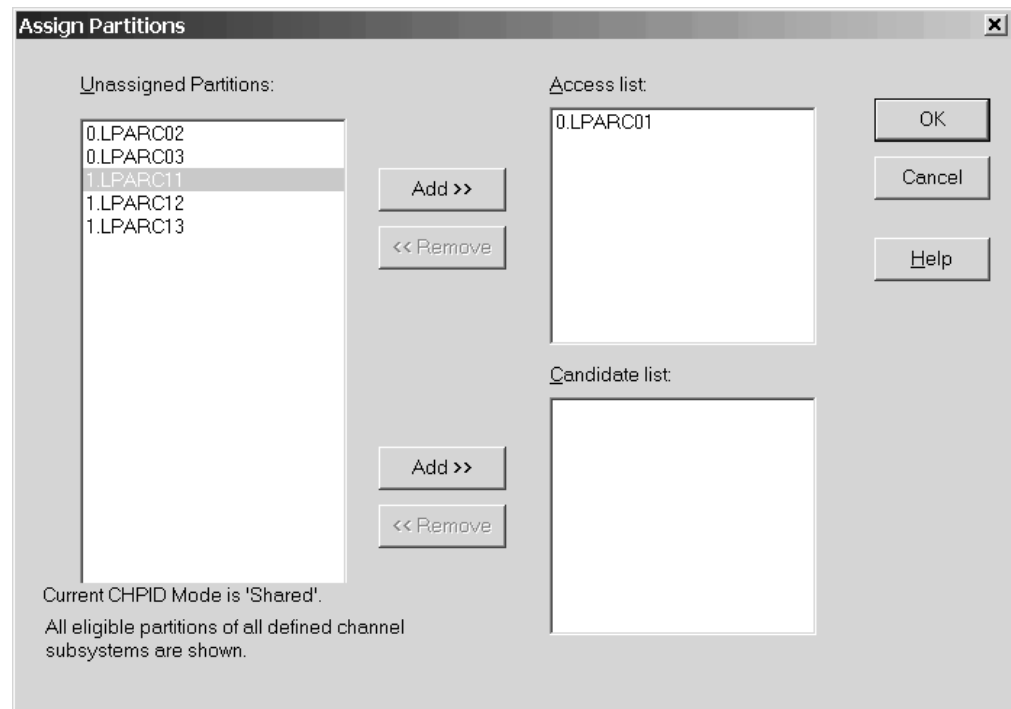 Assign Partitions
Unassigned Partitions:
0.LPARC02
0.LPARC03
1.LPARC11
1.LPARC12
1.LPARC13
Add >>
<< Remove
Add >>
<< Remove
Access list:
0.LPARC01
Candidate list:
OK
Cancel
Help
Current CHPID Mode is 'Shared'.
All eligible partitions of all defined channel
subsystems are shown.